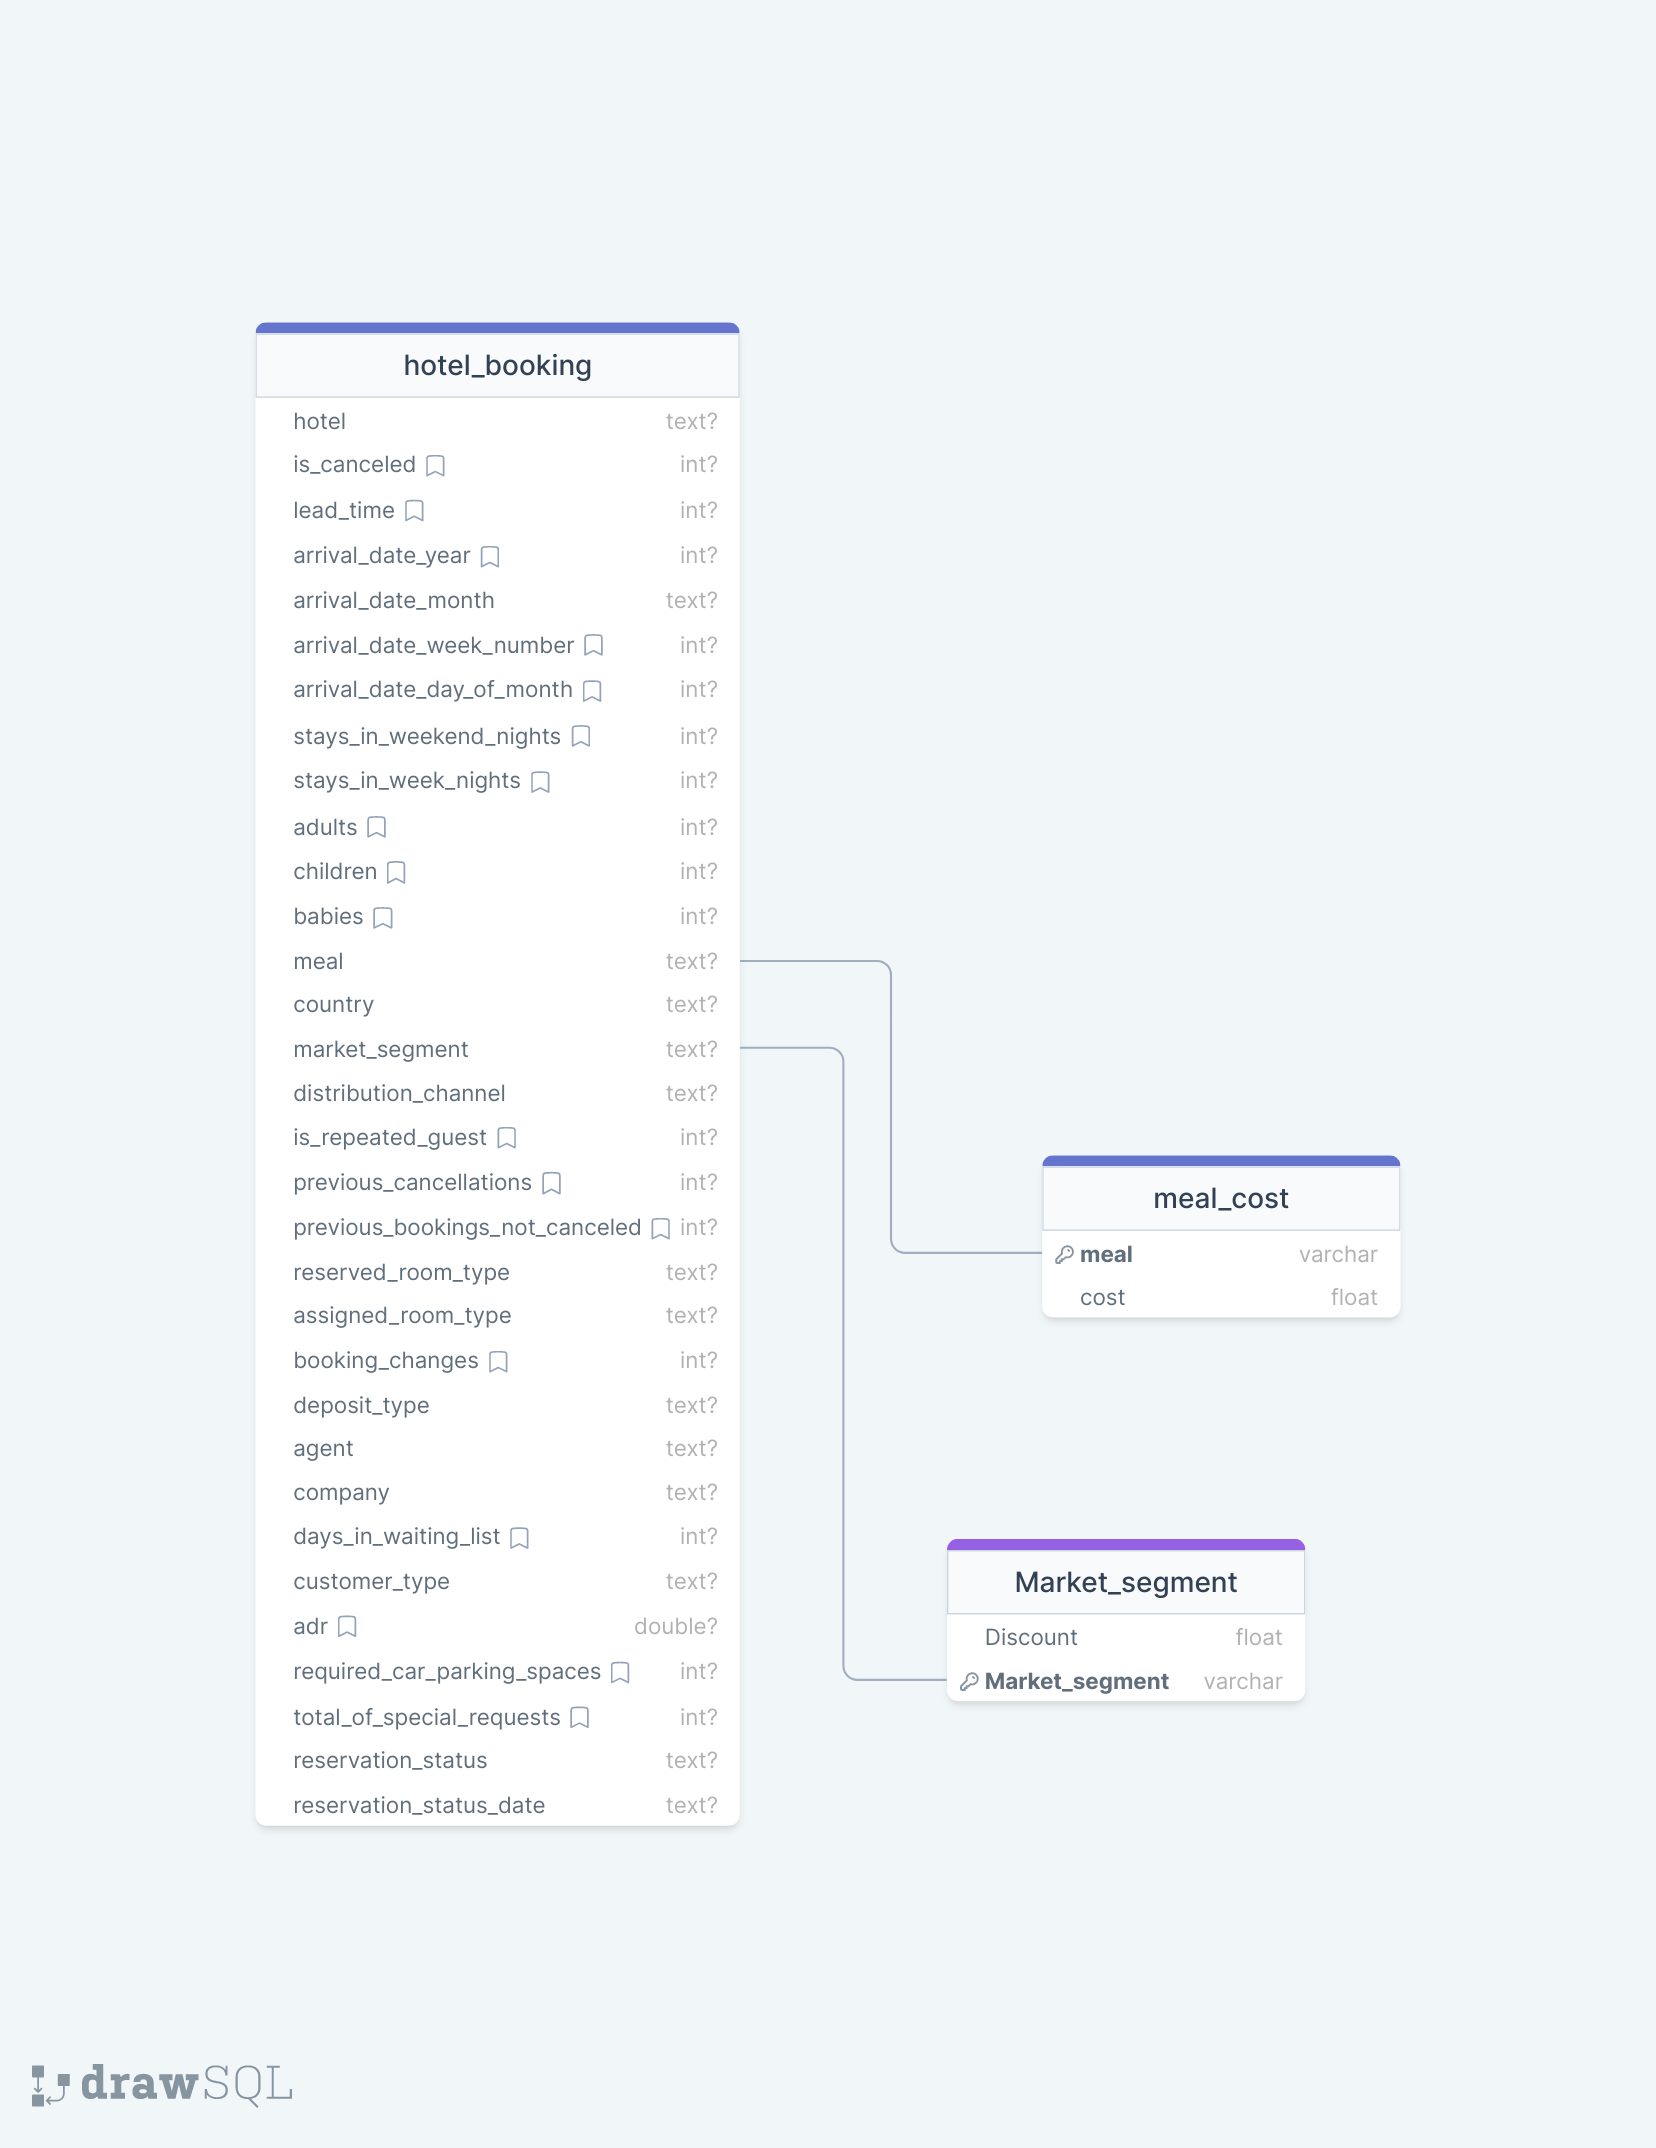 hotel_booking
hotel text?
is_canceled int?
lead_time int?
arrival_date_year int?
arrival_date_month text?
arrival_date_week_number int?
arrival_date_day_of_month int?
stays_in_weekend_nights int?
stays_in_week_nights int?
adults int?
children int?
babies int?
meal text?
country text?
market_segment text?
distribution_channel text?
is_repeated_guest int?
previous_cancellations int?
previous_bookings_not_canceled int?
reserved_room_type text?
assigned_room_type text?
booking_changes int?
deposit_type text?
agent text?
company text?
days_in_waiting_list int?
customer_type text?
adr double?
required_car_parking_spaces int?
total_of_special_requests int?
reservation_status text?
reservation_status_date text?
meal_cost
meal varchar
cost float
Market_segment
Discount float
Market_segment varchar
drawSQL